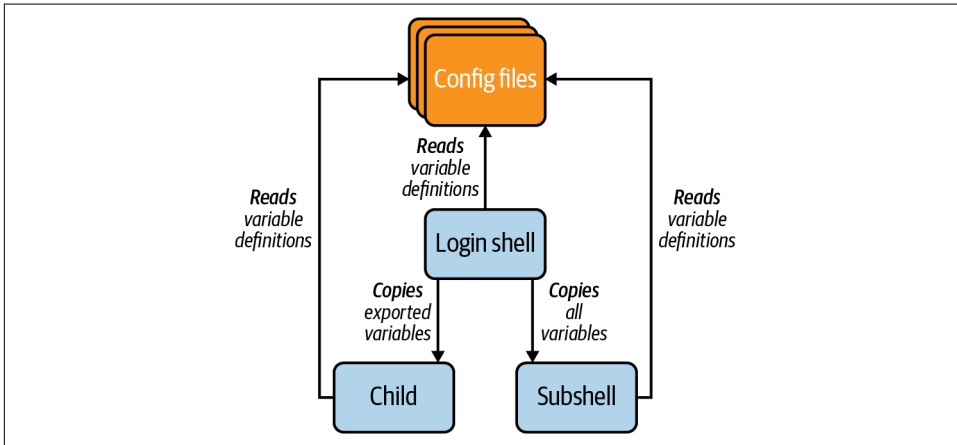 Config files
Reads
variable
definitions
Reads
variable
definitions
Reads
variable
definitions
Login shell
Copies
exported
variables
Copies
all
variables
Child
Subshell